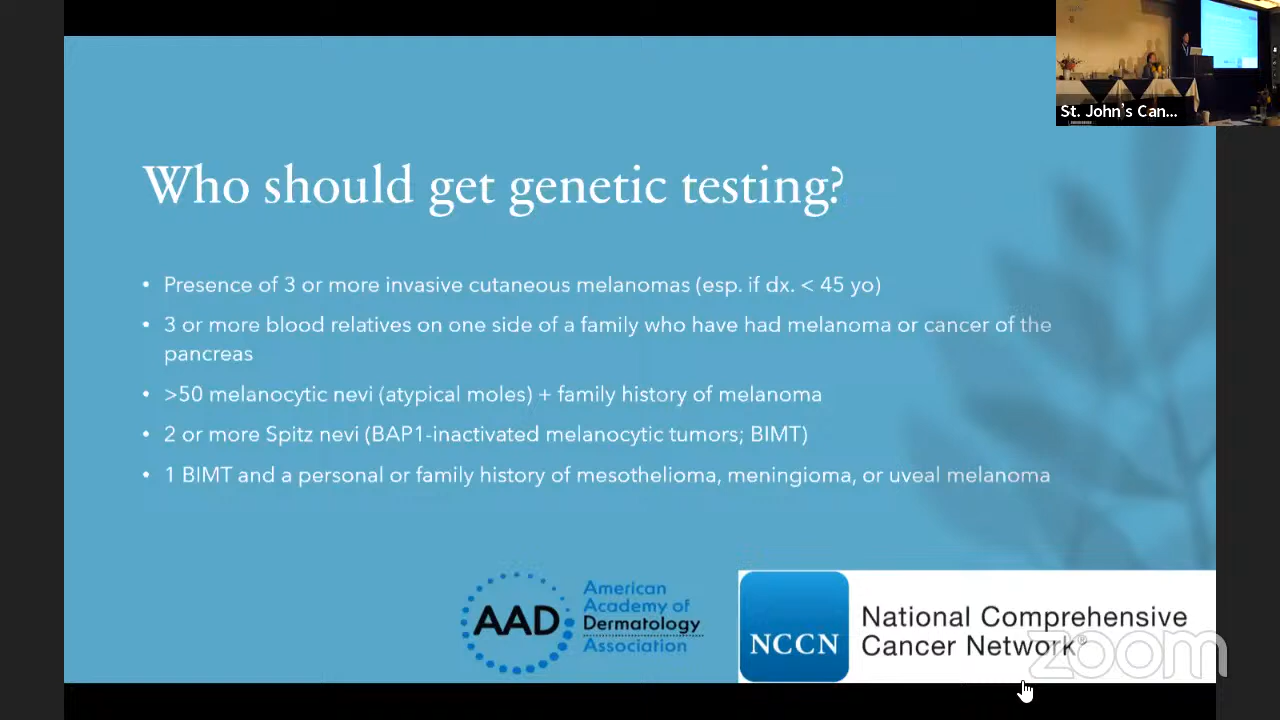 St. John's Can...
Who should get genetic testing?
• Presence of 3 or more invasive cutaneous melanomas (esp. if dx. < 45 yo)
• 3 or more blood relatives on one side of a family who have had melanoma or cancer of the
pancreas
• >50 melanocytic nevi (atypical moles) + family history of melanoma
• 2 or more Spitz nevi (BAP1-inactivated melanocytic tumors; BIMT)
• 1 BIMT and a personal or family history of mesothelioma, meningioma, or uveal melanoma
AAD
American
Academy of
Dermatology
Association
NCCN
National Comprehensive
Cancer Network®
zoom